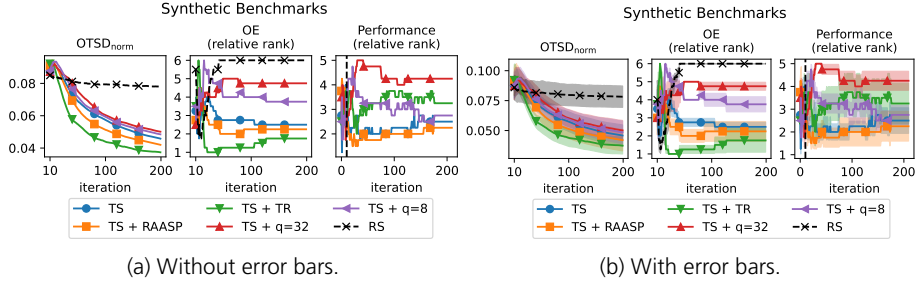 Synthetic Benchmarks
OTSDnorm
OE
(relative rank)
Performance
(relative rank)
0.08
0.06
0.04
6
5
4
3
2
1
5
4
3
2
1
10 100 200
10 100 200
0 100 200
iteration
iteration
iteration
TS
TS + TR
TS + q=8
TS + RAASP
TS + q=32
RS
(a) Without error bars.
Synthetic Benchmarks
OTSDnorm
OE
(relative rank)
Performance
(relative rank)
0.100
0.075
0.050
6
5
4
3
2
1
5
4
3
2
1
10 100 200
10 100 200
0 100 200
iteration
iteration
iteration
TS
TS + TR
TS + q=8
TS + RAASP
TS + q=32
RS
(b) With error bars.